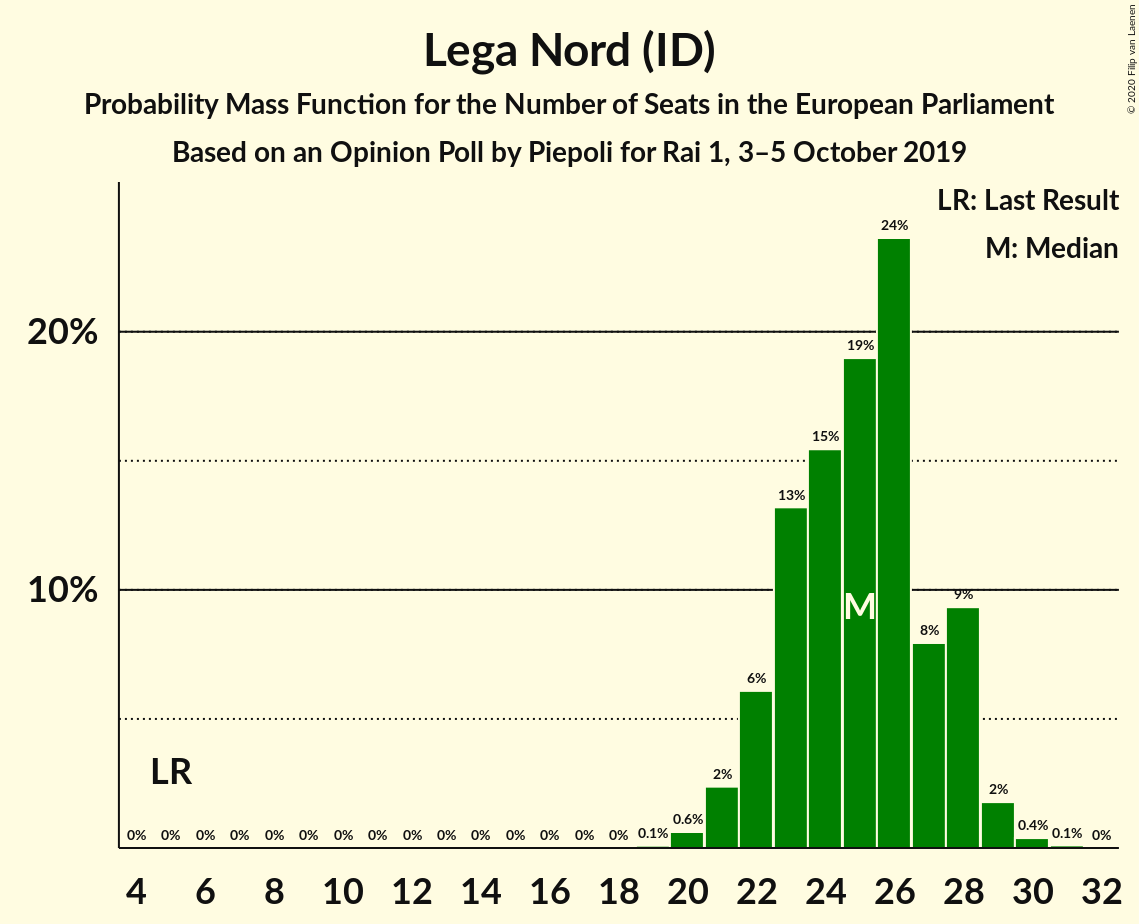 Lega Nord (ID)
Probability Mass Function for the Number of Seats in the European Parliament
Based on an Opinion Poll by Piepoli for Rai 1, 3–5 October 2019
© 2020 Filip van Laenen
LR: Last Result
M: Median
20%
10%
LR
M
0% 0% 0% 0% 0% 0% 0% 0% 0% 0% 0% 0% 0% 0% 0% 0.1% 0.6% 2% 6% 13% 15% 19% 24% 8% 9% 2% 0.4% 0.1% 0%
4 6 8 10 12 14 16 18 20 22 24 26 28 30 32